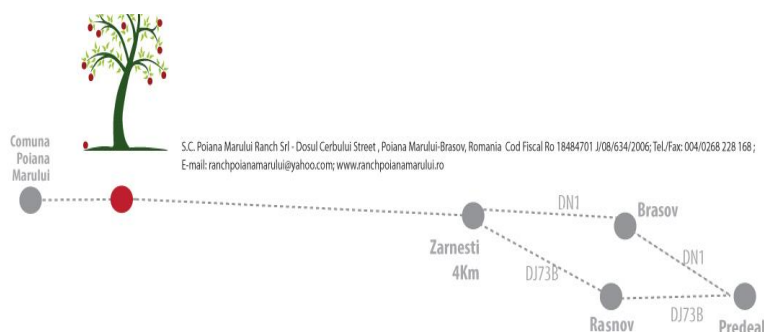 Comuna
Poiana
Marului
S.C. Poiana Marului Ranch Srl - Dosul Cerbului Street , Poiana Marului-Brasov, Romania Cod Fiscal Ro 18484701 J/08/634/2006; Tel./Fax: 004/0268 228 168 ;
E-mail: ranchpoianamarului@yahoo.com; www.ranchpoianamarului.ro
DN1
Brasov
Zarnesti
4Km
DJ73B
DN1
DJ73B
Rasnov
Predeal